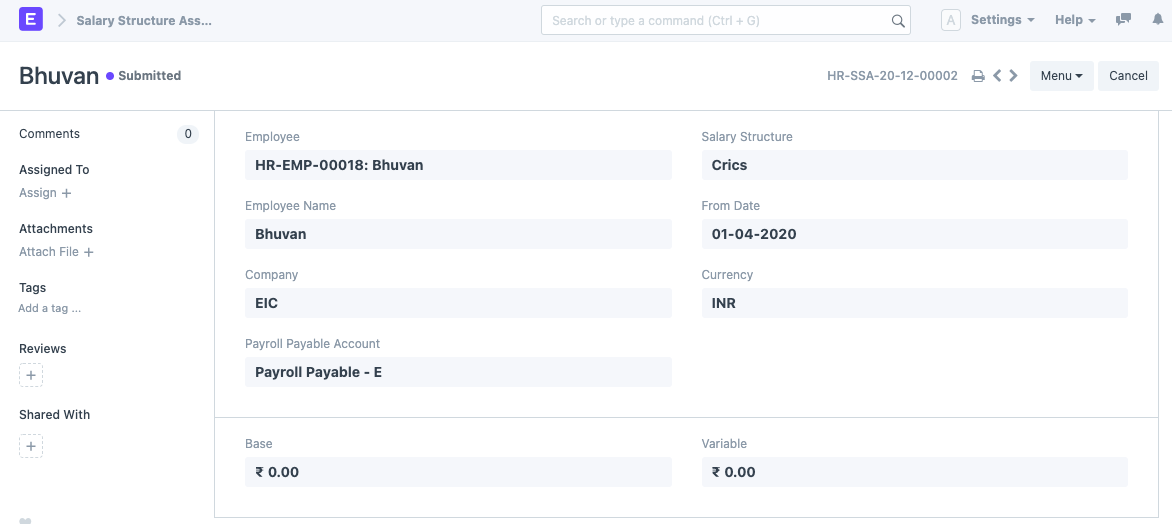 E Salary Structure Ass... Search or type a command (Ctrl + G) A Settings Help
Bhuvan Submitted HR-SSA-20-12-00002 Menu Cancel
Comments 0
Assigned To
Assign +
Attachments
Attach File +
Tags
Add a tag ...
Reviews
+
Shared With
+
Employee
HR-EMP-00018: Bhuvan
Salary Structure
Crics
Employee Name
Bhuvan
From Date
01-04-2020
Company
EIC
Currency
INR
Payroll Payable Account
Payroll Payable - E
Base
₹ 0.00
Variable
₹ 0.00